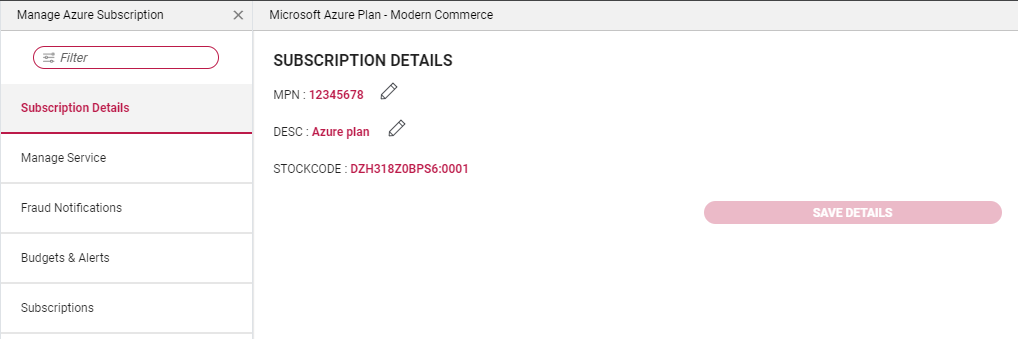 Manage Azure Subscription
Microsoft Azure Plan - Modern Commerce
Filter
Subscription Details
Manage Service
Fraud Notifications
Budgets & Alerts
Subscriptions
SUBSCRIPTION DETAILS
MPN : 12345678
DESC : Azure plan
STOCKCODE : DZH318Z0BPS6:0001
SAVE DETAILS